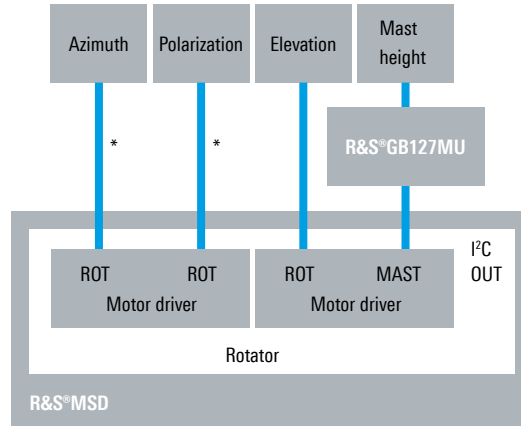 Azimuth
Polarization
Elevation
Mast
height
*
*
R&S®GB127MU
I²C
OUT
ROT
ROT
ROT
MAST
Motor driver
Motor driver
Rotator
R&S®MSD